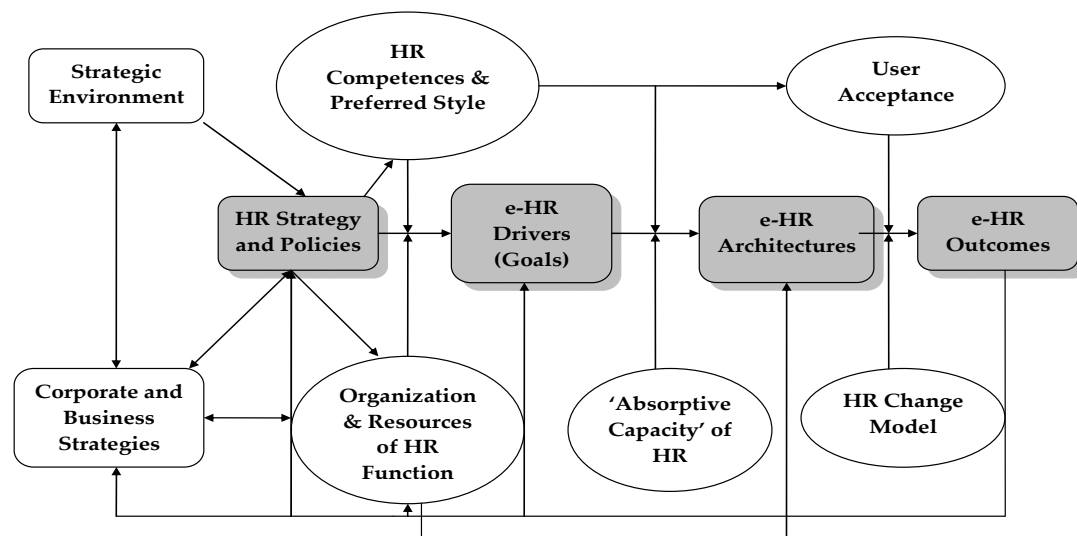 Strategic
Environment
HR
Competences &
Preferred Style
User
Acceptance
HR Strategy
and Policies
e-HR
Drivers
(Goals)
e-HR
Architectures
e-HR
Outcomes
Corporate and
Business
Strategies
Organization
& Resources
of HR
Function
‘Absorptive
Capacity’ of
HR
HR Change
Model